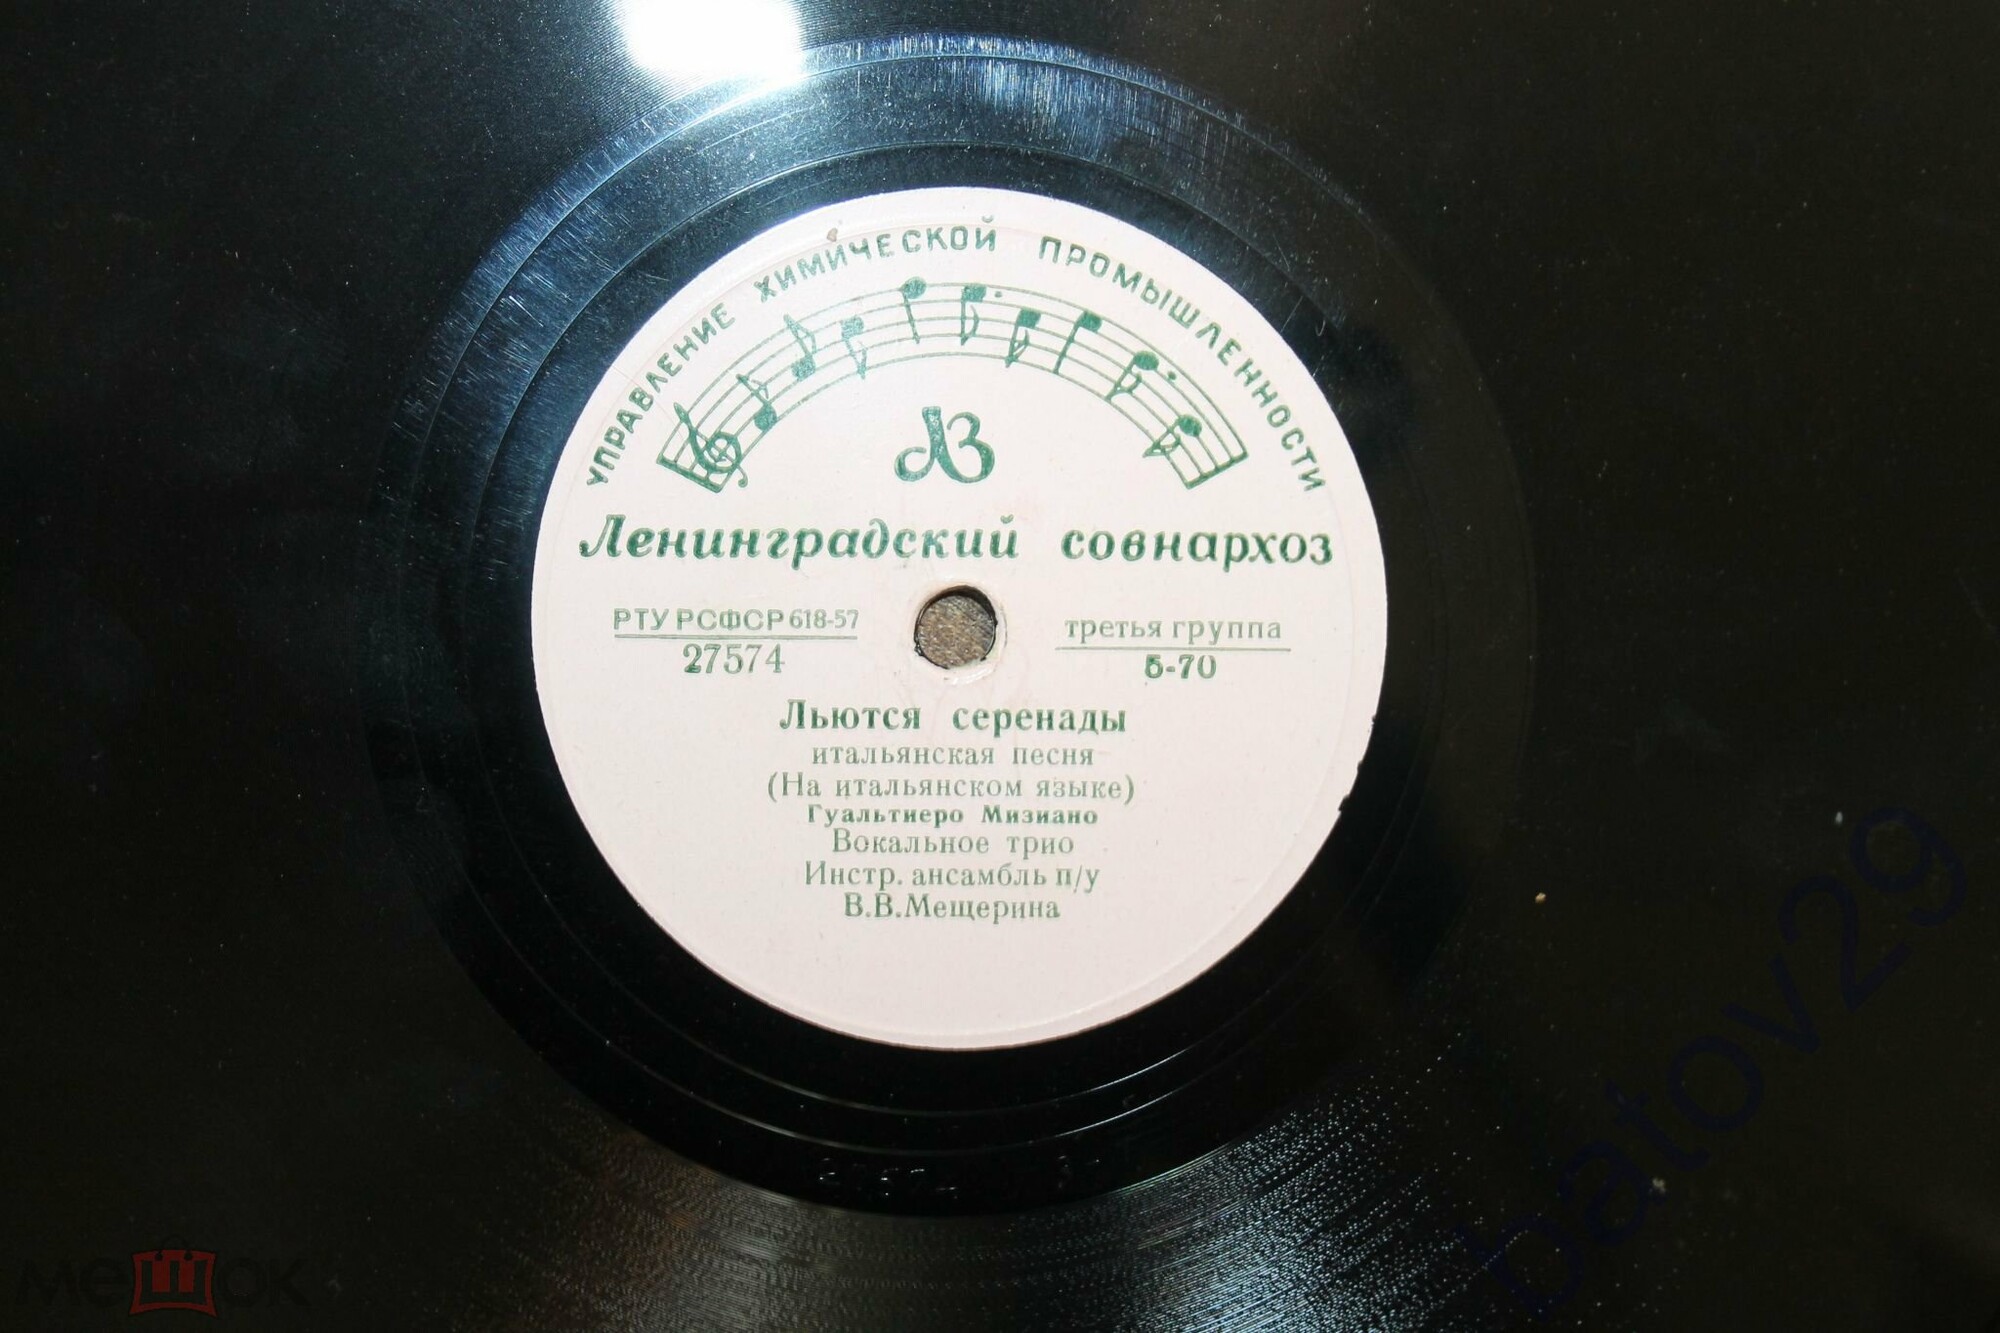 УПРАВЛЕНИЕ ХИМИЧЕСКОЙ ПРОМЫШЛЕННОСТИ
ЛЗ
Ленинградский совнархоз
РТУ РСФСР 618-57
27574
третья группа
5-70
Льются серенады
итальянская песня
(На итальянском языке)
Гуальтиеро Мизиано
Вокальное трио
Инстр. ансамбль п/у
В.В.Мещерина
batov29
мешок